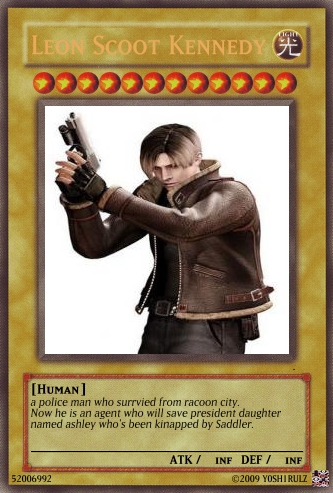 Leon Scoot Kennedy
LIGHT
光
[Human]
a police man who surrvied from racoon city.
Now he is an agent who will save president daughter
named ashley who's been kinapped by Saddler.
ATK / INF DEF / INF
52006992 ©2009 YOSHIRULZ